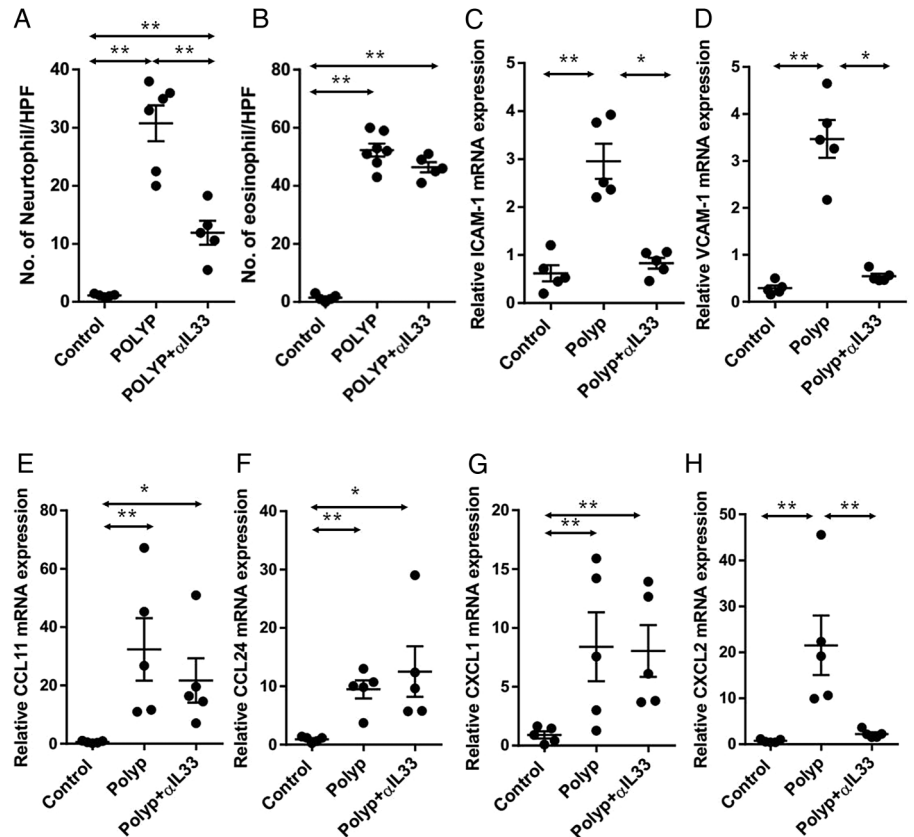 A
**
**
**
No. of Neurtophil/HPF
40
30
20
10
0
Control
POLYP
POLYP+αIL33
B
**
**
No. of eosinophil/HPF
80
60
40
20
0
Control
POLYP
POLYP+αIL33
C
**
*
Relative ICAM-1 mRNA expression
5
4
3
2
1
0
Control
Polyp
Polyp+αIL33
D
**
*
Relative VCAM-1 mRNA expression
5
4
3
2
1
0
Control
Polyp
Polyp+αIL33
E
*
**
Relative CCL11 mRNA expression
80
60
40
20
0
Control
Polyp
Polyp+αIL33
F
*
**
Relative CCL24 mRNA expression
40
30
20
10
0
Control
Polyp
Polyp+αIL33
G
**
**
Relative CXCL1 mRNA expression
20
15
10
5
0
Control
Polyp
Polyp+αIL33
H
**
**
Relative CXCL2 mRNA expression
50
40
30
20
10
0
Control
Polyp
Polyp+αIL33